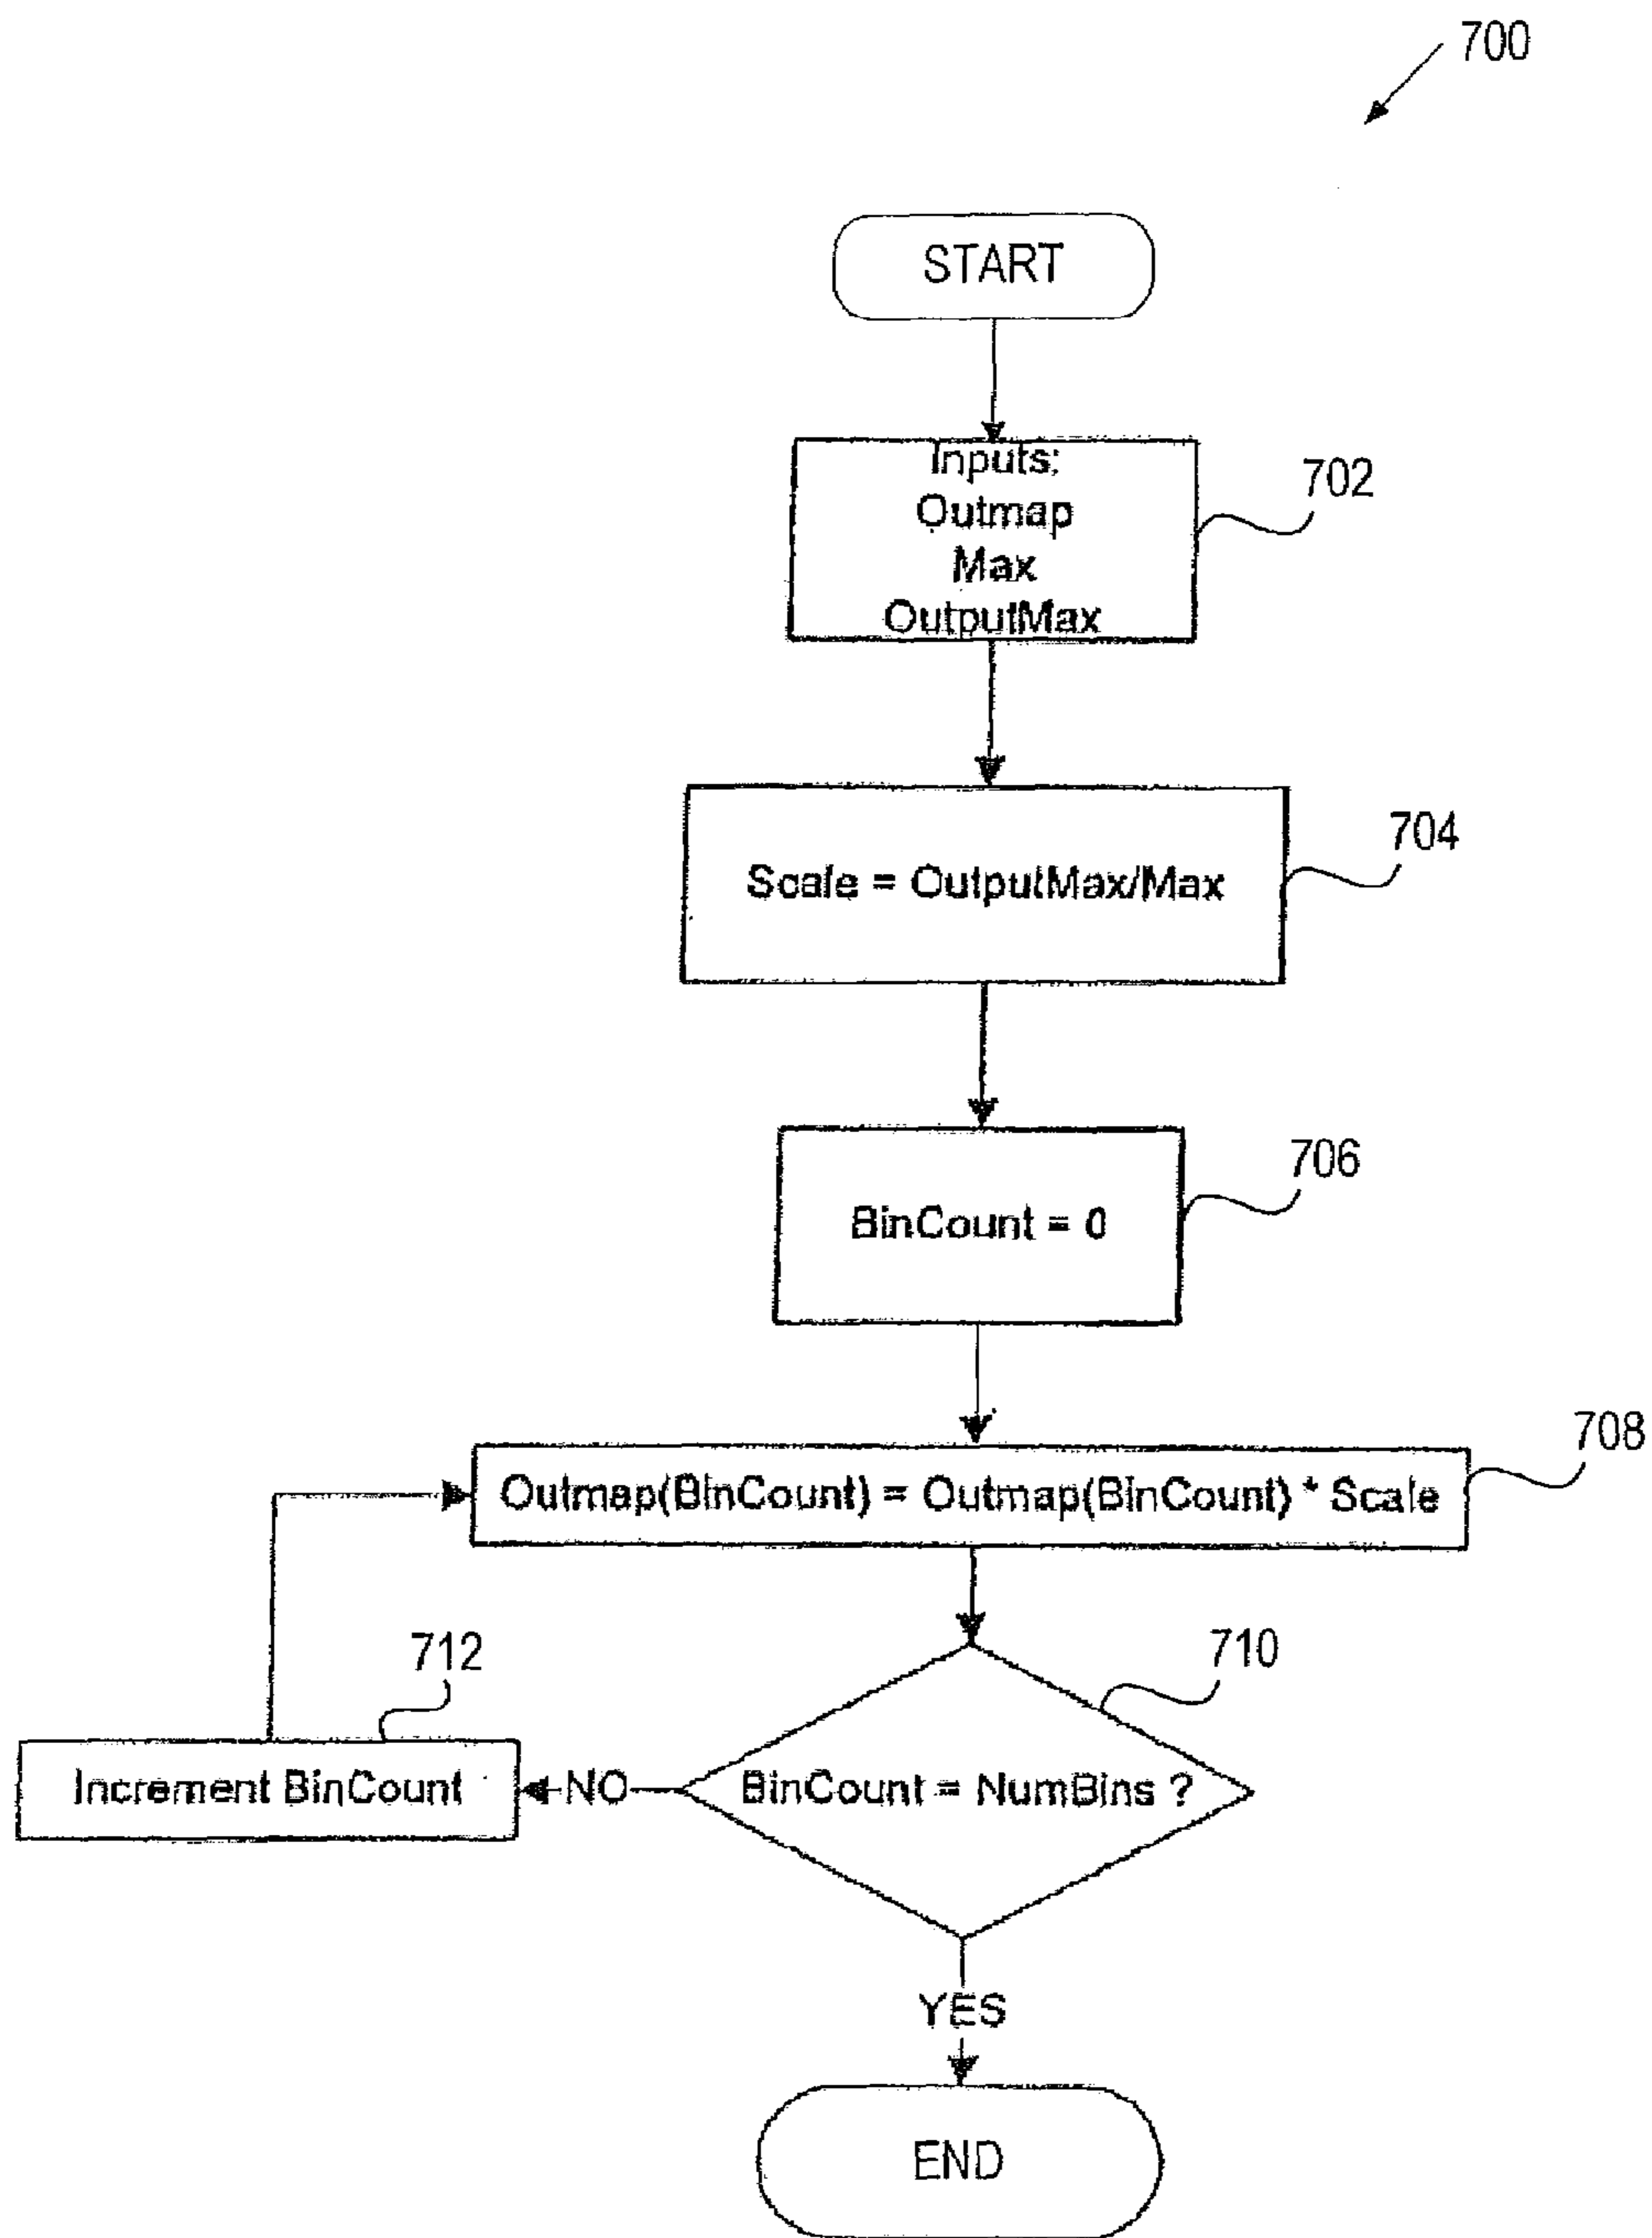 700
START
Inputs:
Outmap
Max
OutputMax
702
Scale = OutputMax/Max
704
BinCount = 0
706
Outmap(BinCount) = Outmap(BinCount) * Scale
708
BinCount = NumBins ?
710
NO
Increment BinCount
712
YES
END